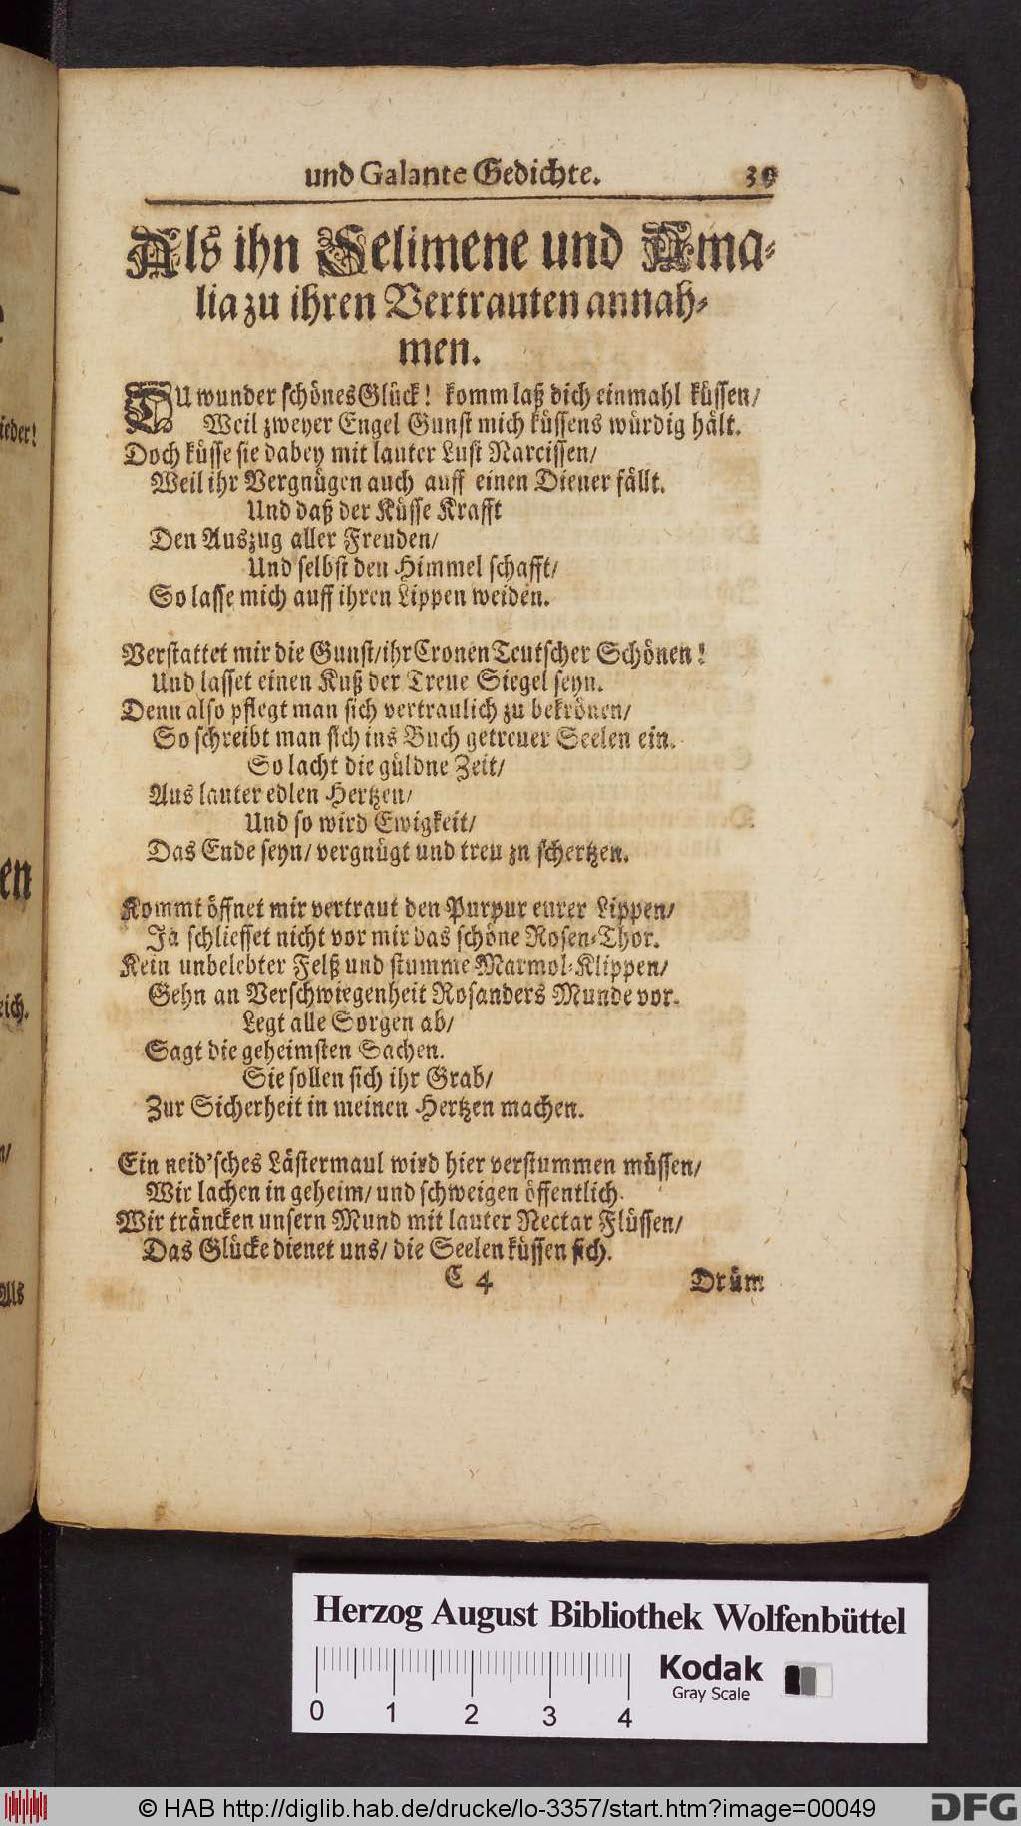 und Galante Gedichte. 39
Als ihn Selimene und Ama-
lia zu ihren Vertrauten annah-
men.
DU wunder schönes Glück! komm laß dich einmahl küssen/
Weil zweyer Engel Gunst mich küssens würdig hält.
Doch küsse sie dabey mit lauter Lust Narcissen/
Weil ihr Vergnügen auch auff einen Diener fällt.
Und daß der Küsse Krafft
Den Auszug aller Freuden/
Und selbst den Himmel schafft/
So lasse mich auff ihren Lippen weiden.
Verstattet mir die Gunst/ ihr Cronen Teutscher Schönen!
Und lasset einen Kuß der Treue Siegel seyn.
Denn also pflegt man sich vertraulich zu bekrönen/
So schreibt man sich ins Buch getreuer Seelen ein.
So lacht die güldne Zeit/
Aus lauter edlen Hertzen/
Und so wird Ewigkeit/
Das Ende seyn/ vergnügt und treu zu schertzen.
Kommt öffnet mir vertraut den Purpur eurer Lippen/
Ja schliesset nicht vor mir das schöne Rosen-Thor.
Kein unbelebter Felß und stumme Marmol-Klippen/
Gehn an Verschwiegenheit Rosanders Munde vor.
Legt alle Sorgen ab/
Sagt die geheimsten Sachen.
Sie sollen sich ihr Grab/
Zur Sicherheit in meinen Hertzen machen.
Ein neid'sches Lästermaul wird hier verstummen müssen/
Wir lachen in geheim/ und schweigen öffentlich.
Wir träncken unsern Mund mit lauter Nectar Flüssen/
Das Glücke dienet uns/ die Seelen küssen sich.
C 4 Drüm
Herzog August Bibliothek Wolfenbüttel
0 1 2 3 4
Kodak
Gray Scale
© HAB http://diglib.hab.de/drucke/lo-3357/start.htm?image=00049
DFG